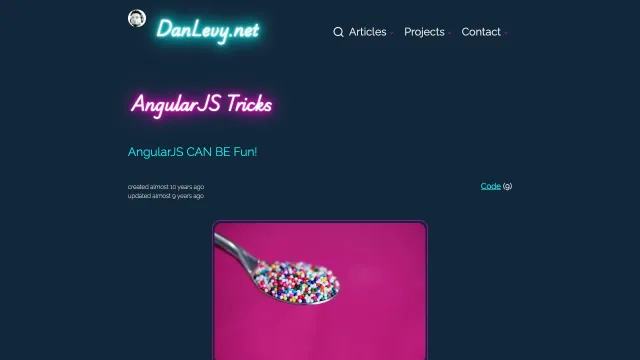 DanLevy.net
Articles Projects Contact
AngularJS Tricks
AngularJS CAN BE Fun!
created almost 10 years ago
updated almost 9 years ago
Code (9)